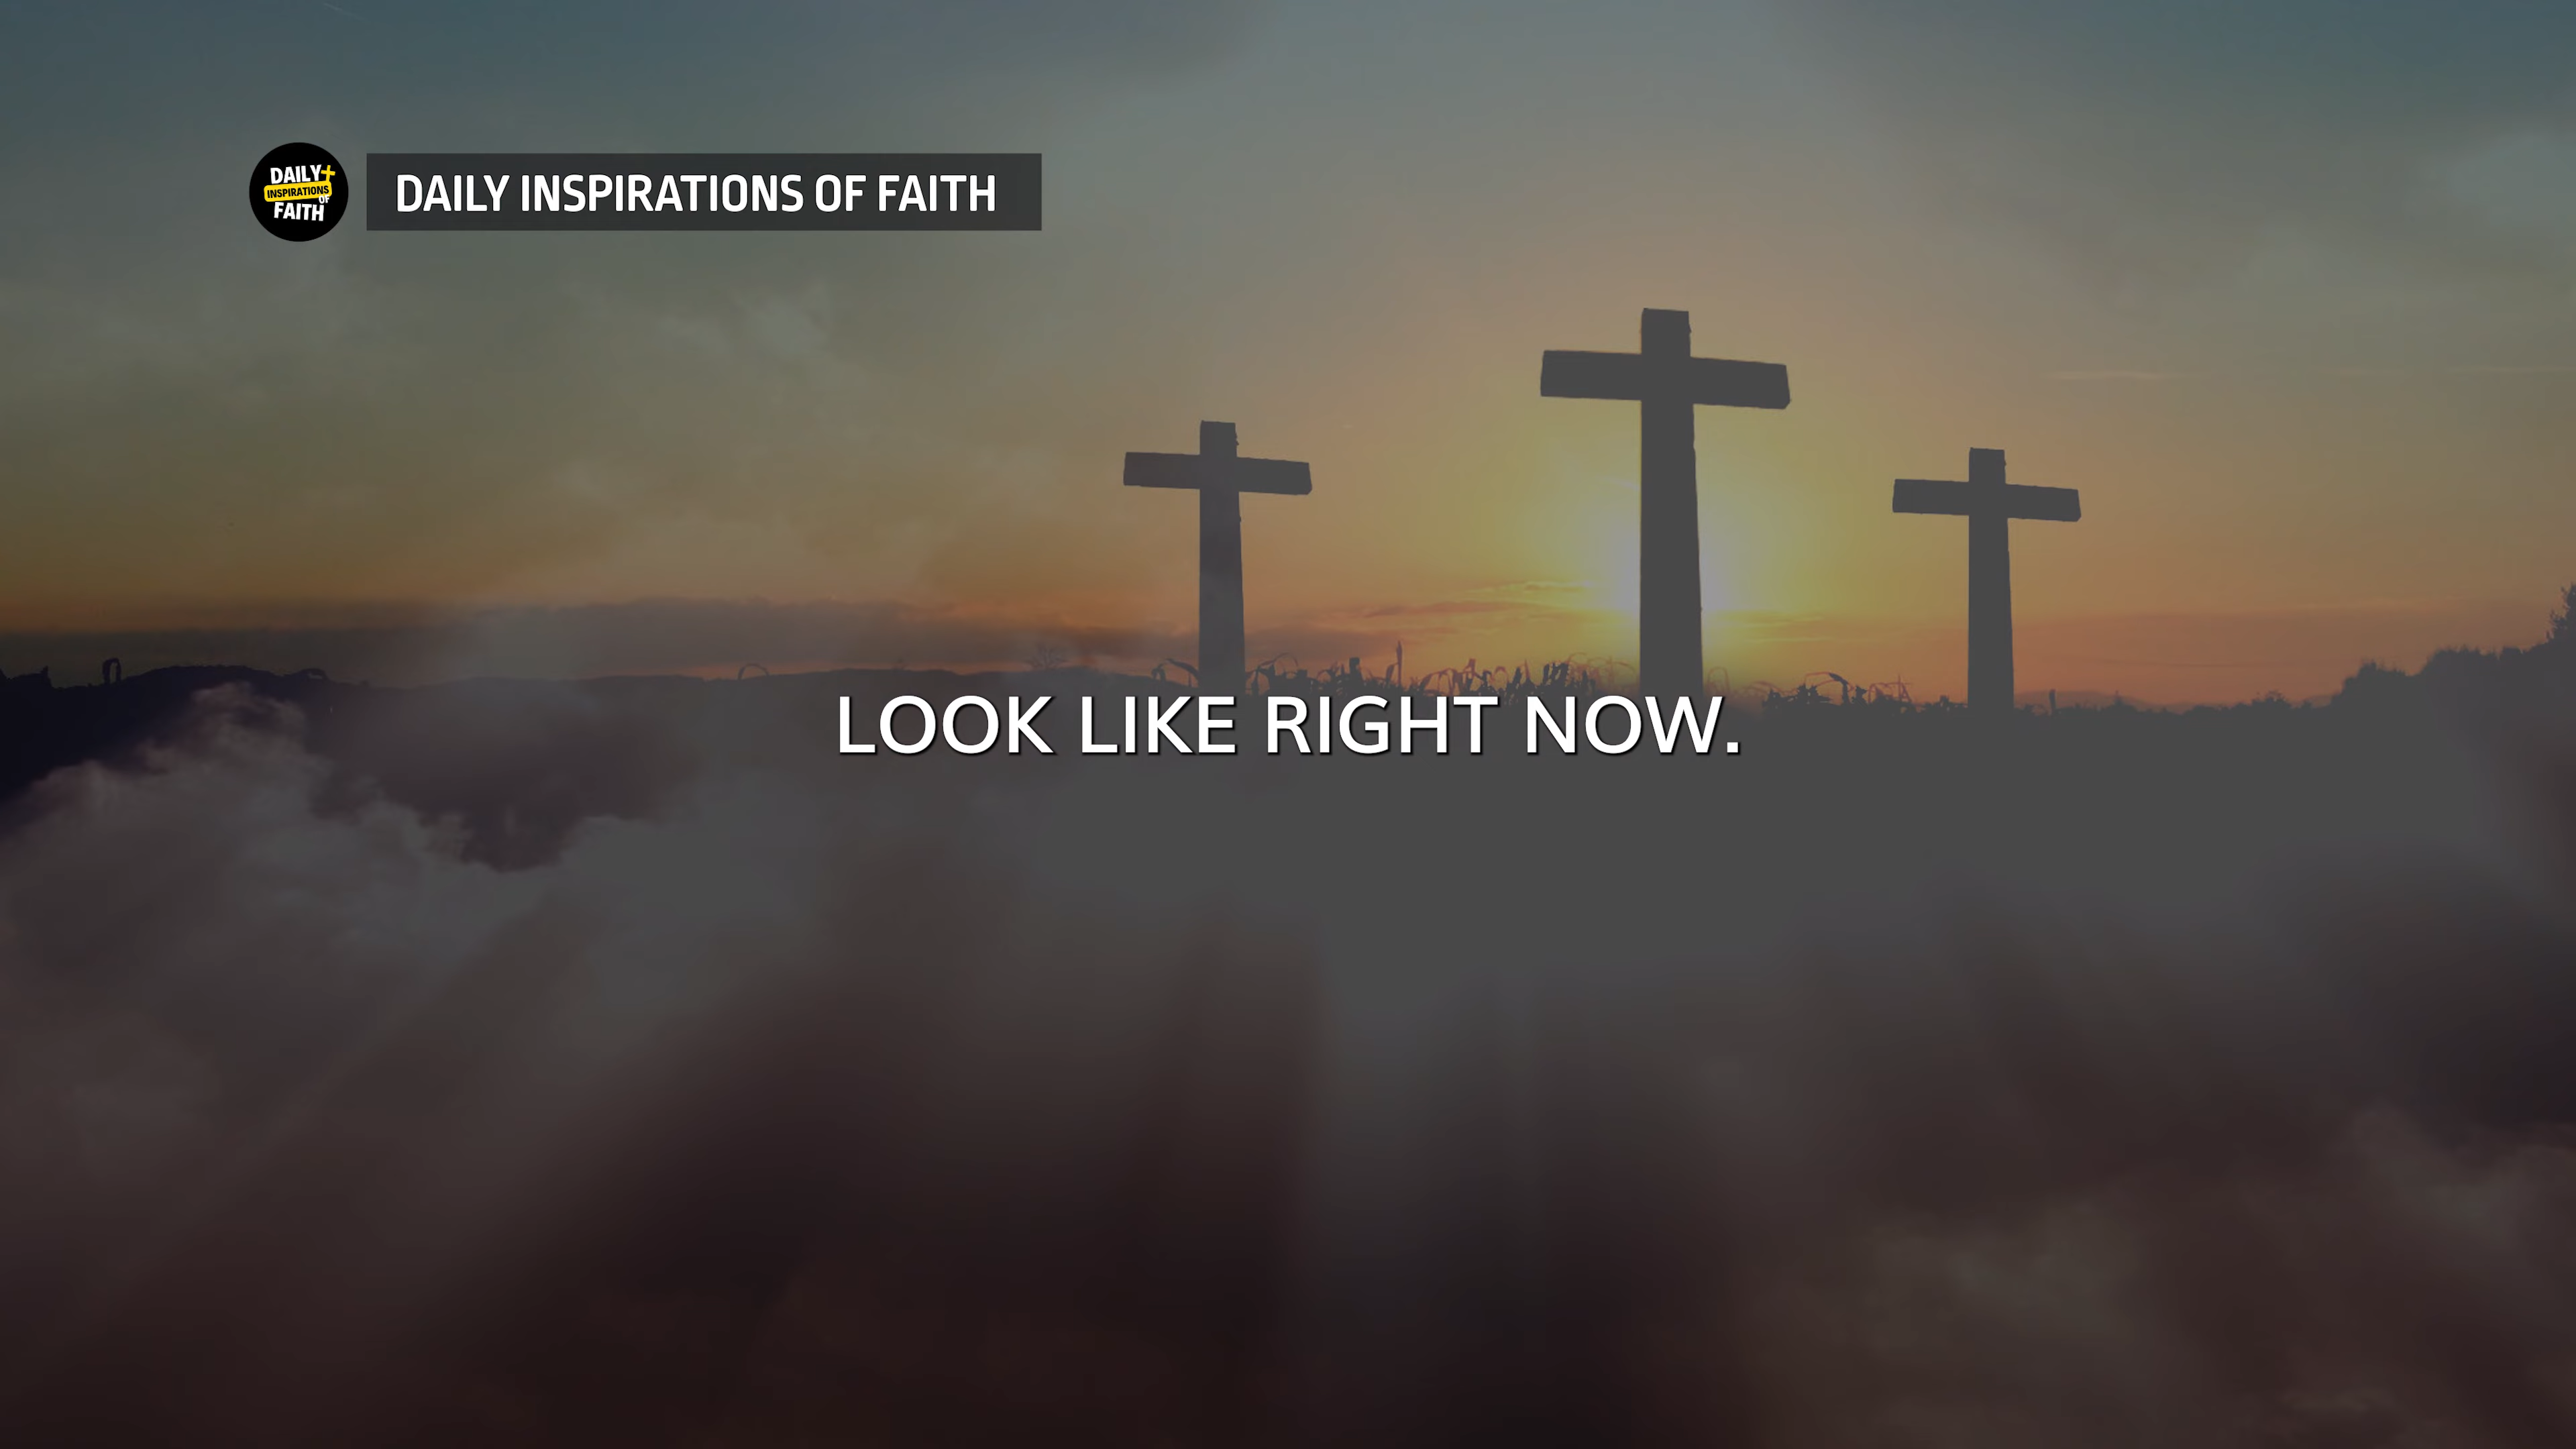 DAILY
INSPIRATIONS
OF
FAITH
DAILY INSPIRATIONS OF FAITH
LOOK LIKE RIGHT NOW.